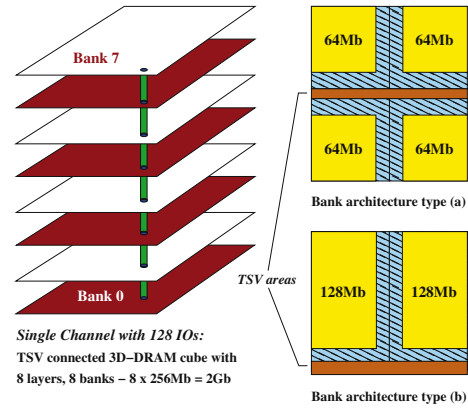 Bank 7
Bank 0
Single Channel with 128 IOs:
TSV connected 3D–DRAM cube with
8 layers, 8 banks – 8 x 256Mb = 2Gb
64Mb
64Mb
64Mb
64Mb
Bank architecture type (a)
TSV areas
128Mb
128Mb
Bank architecture type (b)